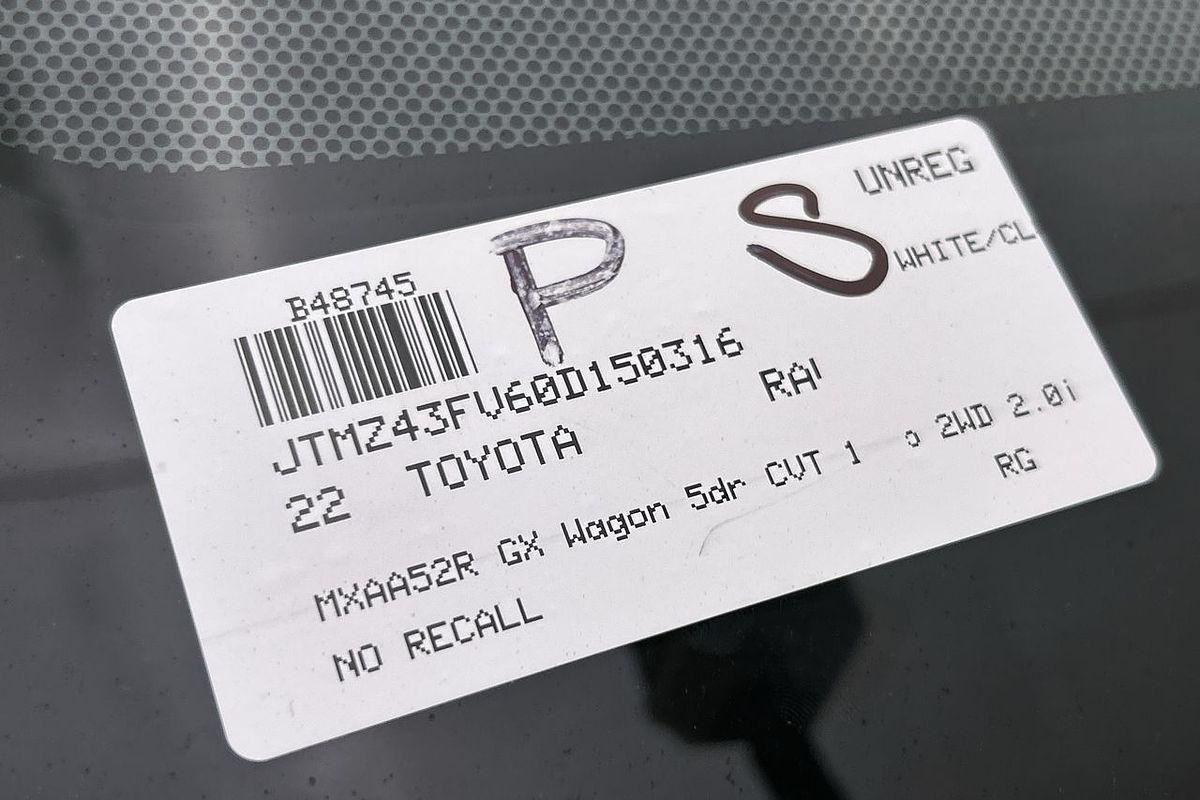 UNREG
P S
WHITE/CL
B48745
JTMZ43FV60D150316
22 TOYOTA RAV
MXAA52R GX Wagon 5dr CVT 1 2WD 2.0i
RG
NO RECALL